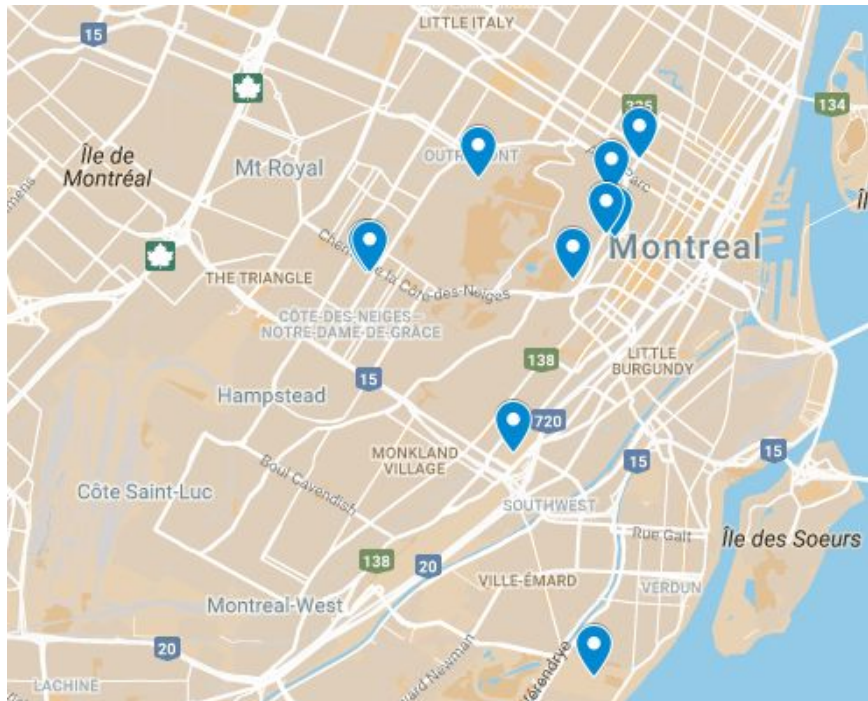 LITTLE ITALY
15
335
134
Île de
Montréal
Mt Royal
OUTREMONT
Parc
Montreal
THE TRIANGLE
Chemin de la Côte-des-Neiges
CÔTE-DES-NEIGES–
NOTRE-DAME-DE-GRÂCE
138
LITTLE
BURGUNDY
15
Hampstead
720
MONKLAND
VILLAGE
15
15
Boul Cavendish
Côte Saint-Luc
SOUTHWEST
Rue Galt
Île des Soeurs
138
20
VILLE-ÉMARD
VERDUN
Montreal-West
20
Newman
LACHINE